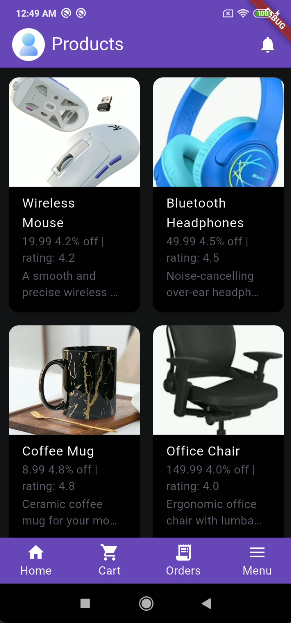 12:49 AM
DEBUG
100
Products
Wireless
Mouse
19.99 4.2% off |
rating: 4.2
A smooth and
precise wireless ...
Bluetooth
Headphones
49.99 4.5% off |
rating: 4.5
Noise-cancelling
over-ear headph...
Coffee Mug
8.99 4.8% off |
rating: 4.8
Ceramic coffee
mug for your mo...
Office Chair
149.99 4.0% off |
rating: 4.0
Ergonomic office
chair with lumba...
Home
Cart
Orders
Menu